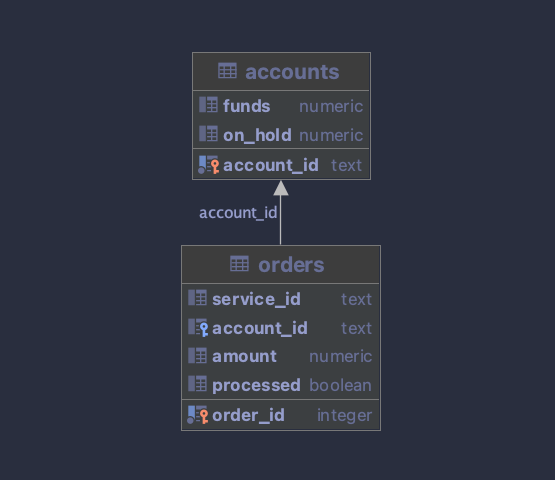 accounts
funds numeric
on_hold numeric
account_id text
account_id
orders
service_id text
account_id text
amount numeric
processed boolean
order_id integer